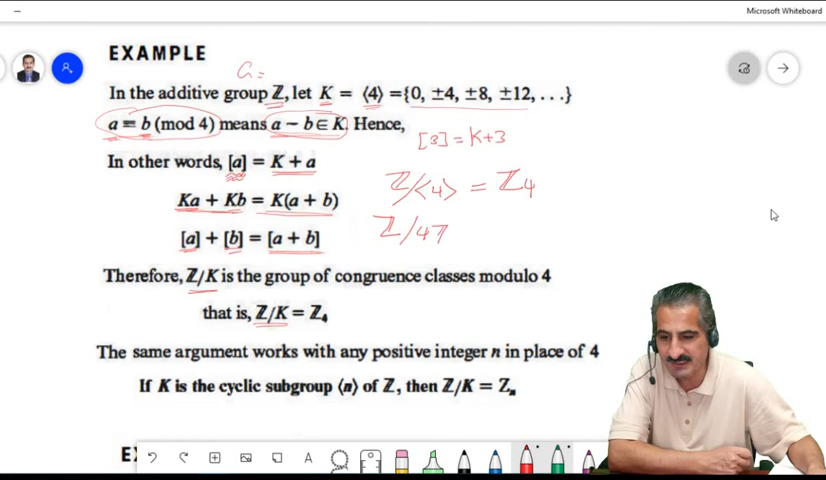 Microsoft Whiteboard
EXAMPLE
a =
In the additive group ℤ, let K = ⟨4⟩ = {0, ±4, ±8, ±12, . . .}
a ≡ b (mod 4) means a − b ∈ K. Hence,
[3] = K+3
In other words, [a] = K + a
ℤ/<4> = ℤ4
Ka + Kb = K(a + b)
ℤ/4ℤ
[a] + [b] = [a + b]
Therefore, ℤ/K is the group of congruence classes modulo 4
that is, ℤ/K = ℤ₄
The same argument works with any positive integer n in place of 4
If K is the cyclic subgroup ⟨n⟩ of ℤ, then ℤ/K = ℤₙ